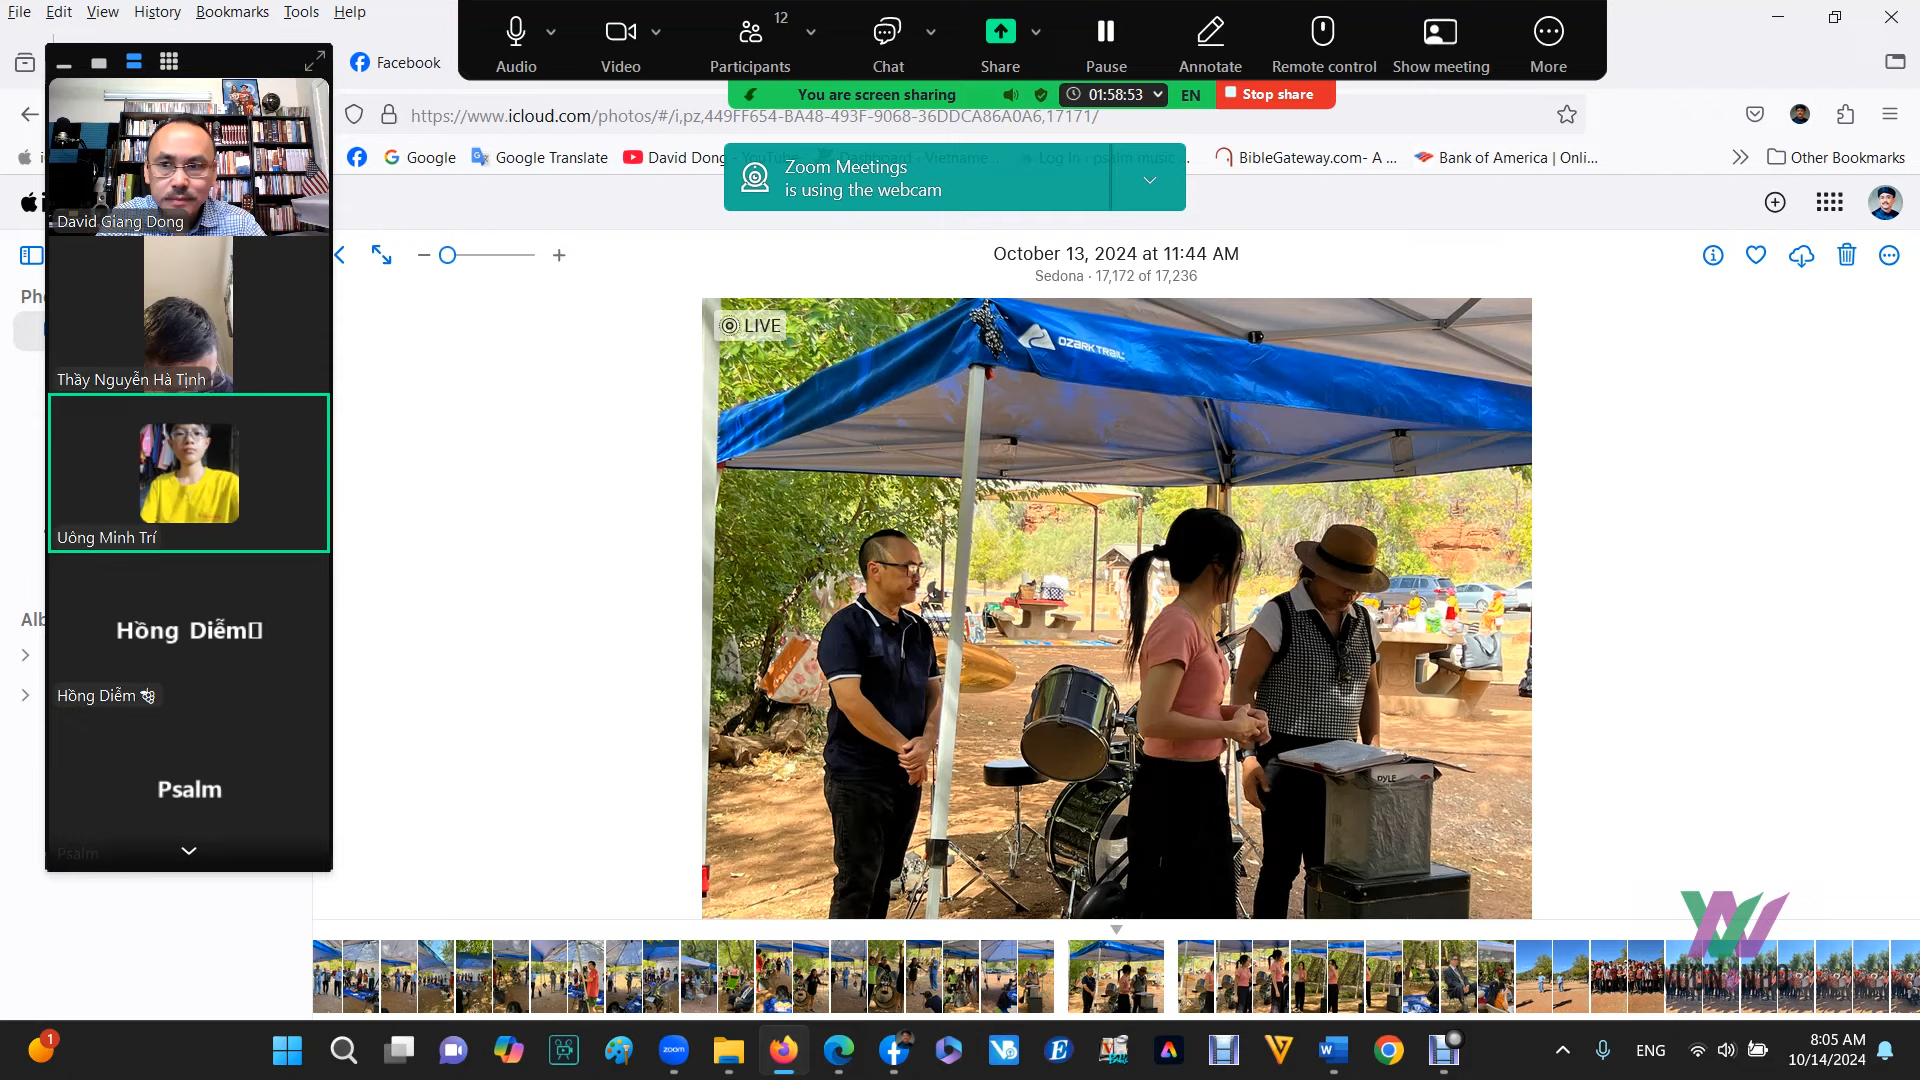 File Edit View History Bookmarks Tools Help
12
Audio Video Participants Chat Share Pause Annotate Remote control Show meeting More
Facebook
You are screen sharing 01:58:53 EN Stop share
https://www.icloud.com/photos/#/i,pz,449FF654-BA48-493F-9068-36DDCA86A0A6,17171/
Google Google Translate BibleGateway.com- A ... Bank of America | Onli... Other Bookmarks
Zoom Meetings
is using the webcam
David Giang Dong
October 13, 2024 at 11:44 AM
Sedona · 17,172 of 17,236
LIVE
OZARK TRAIL
Thầy Nguyễn Hà Tịnh
Uông Minh Trí
Hồng Diễm
Hồng Diễm
Psalm
Psalm
PYLE
1
zoom
ENG
8:05 AM
10/14/2024